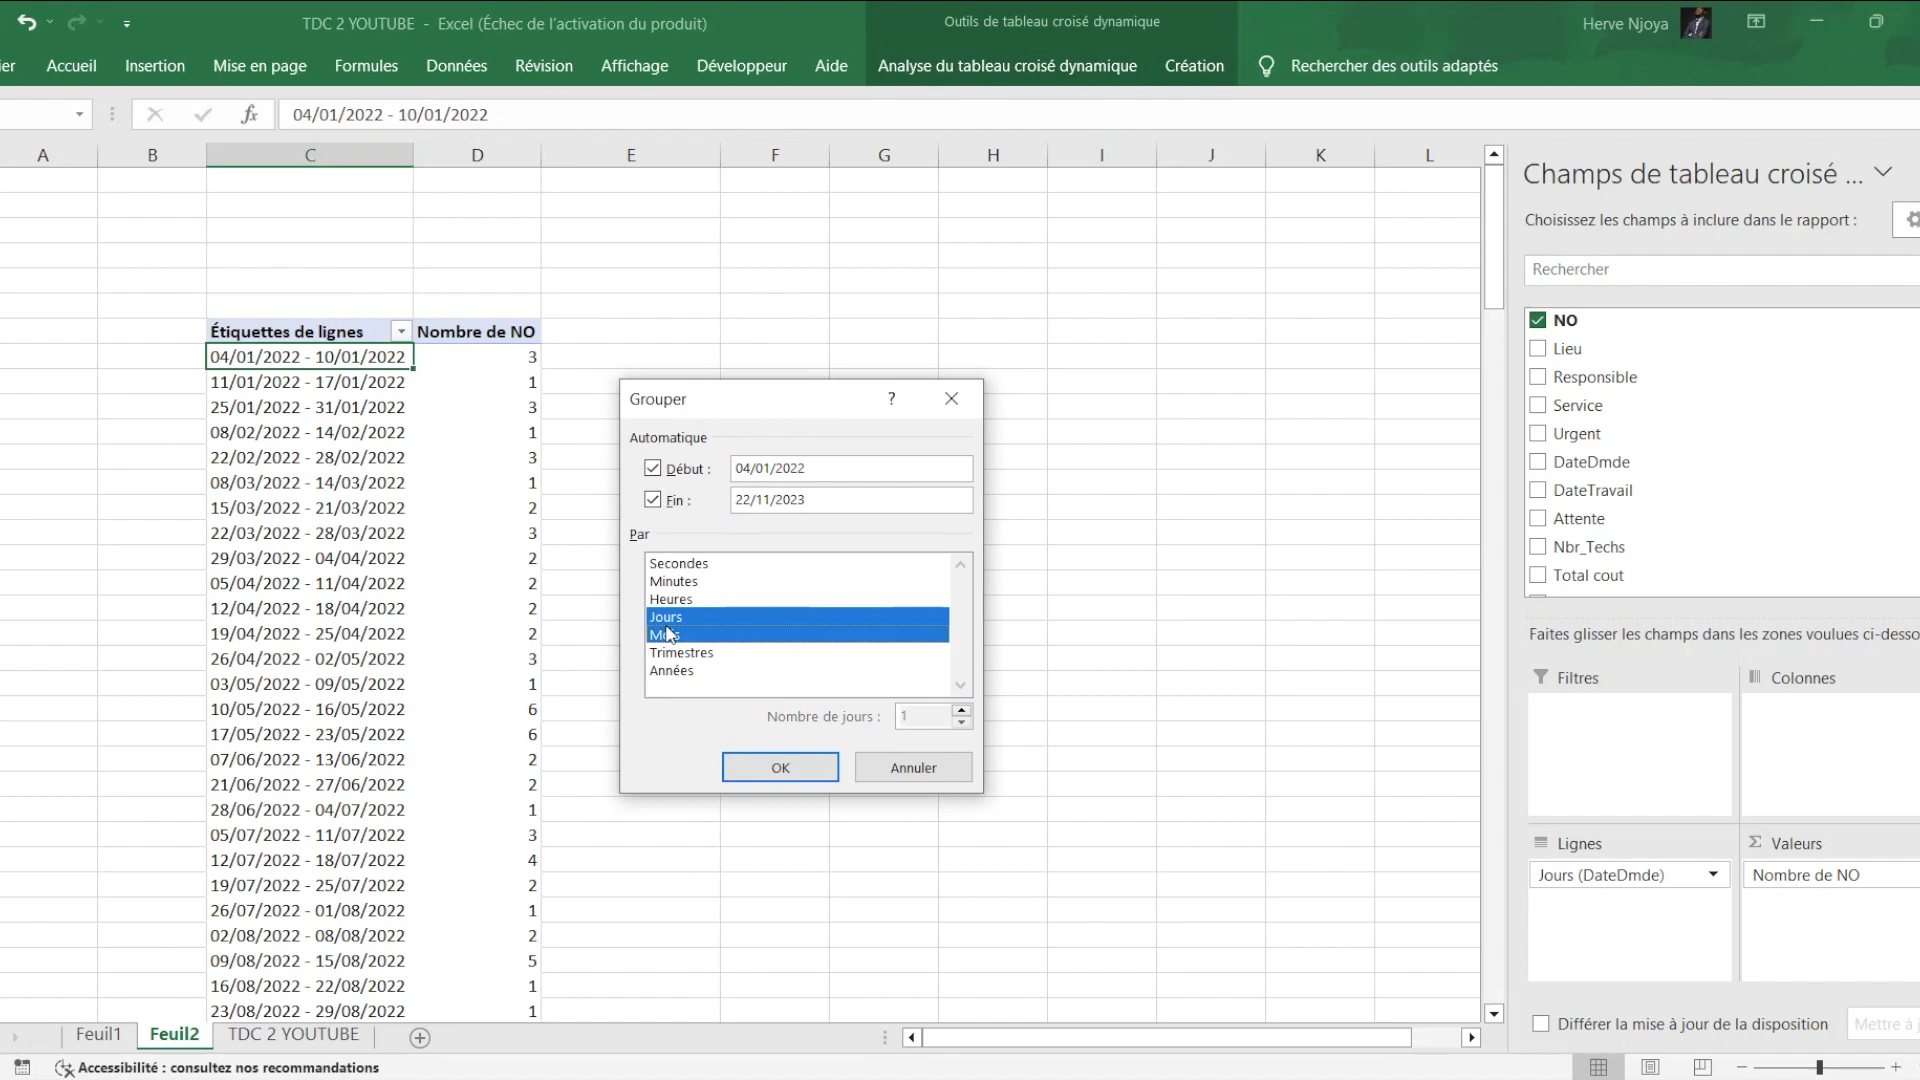 TDC 2 YOUTUBE - Excel (Échec de l'activation du produit)
Outils de tableau croisé dynamique
Herve Njoya
ier Accueil Insertion Mise en page Formules Données Révision Affichage Développeur Aide Analyse du tableau croisé dynamique Création Rechercher des outils adaptés
fx 04/01/2022 - 10/01/2022
A B C D E F G H I J K L
Étiquettes de lignes Nombre de NO
04/01/2022 - 10/01/2022 3
11/01/2022 - 17/01/2022 1
25/01/2022 - 31/01/2022 3
08/02/2022 - 14/02/2022 1
22/02/2022 - 28/02/2022 3
08/03/2022 - 14/03/2022 1
15/03/2022 - 21/03/2022 2
22/03/2022 - 28/03/2022 3
29/03/2022 - 04/04/2022 2
05/04/2022 - 11/04/2022 2
12/04/2022 - 18/04/2022 2
19/04/2022 - 25/04/2022 2
26/04/2022 - 02/05/2022 3
03/05/2022 - 09/05/2022 1
10/05/2022 - 16/05/2022 6
17/05/2022 - 23/05/2022 6
07/06/2022 - 13/06/2022 2
21/06/2022 - 27/06/2022 2
28/06/2022 - 04/07/2022 1
05/07/2022 - 11/07/2022 3
12/07/2022 - 18/07/2022 4
19/07/2022 - 25/07/2022 2
26/07/2022 - 01/08/2022 1
02/08/2022 - 08/08/2022 2
09/08/2022 - 15/08/2022 5
16/08/2022 - 22/08/2022 1
23/08/2022 - 29/08/2022 1
Grouper ?
Automatique
Début : 04/01/2022
Fin : 22/11/2023
Par
Secondes
Minutes
Heures
Jours
Mois
Trimestres
Années
Nombre de jours : 1
OK Annuler
Champs de tableau croisé ...
Choisissez les champs à inclure dans le rapport :
Rechercher
NO
Lieu
Responsible
Service
Urgent
DateDmde
DateTravail
Attente
Nbr_Techs
Total cout
Faites glisser les champs dans les zones voulues ci-desso
Filtres
Colonnes
Lignes
Σ Valeurs
Jours (DateDmde)
Nombre de NO
Différer la mise à jour de la disposition Mettre à j
Feuil1 Feuil2 TDC 2 YOUTUBE
Accessibilité : consultez nos recommandations